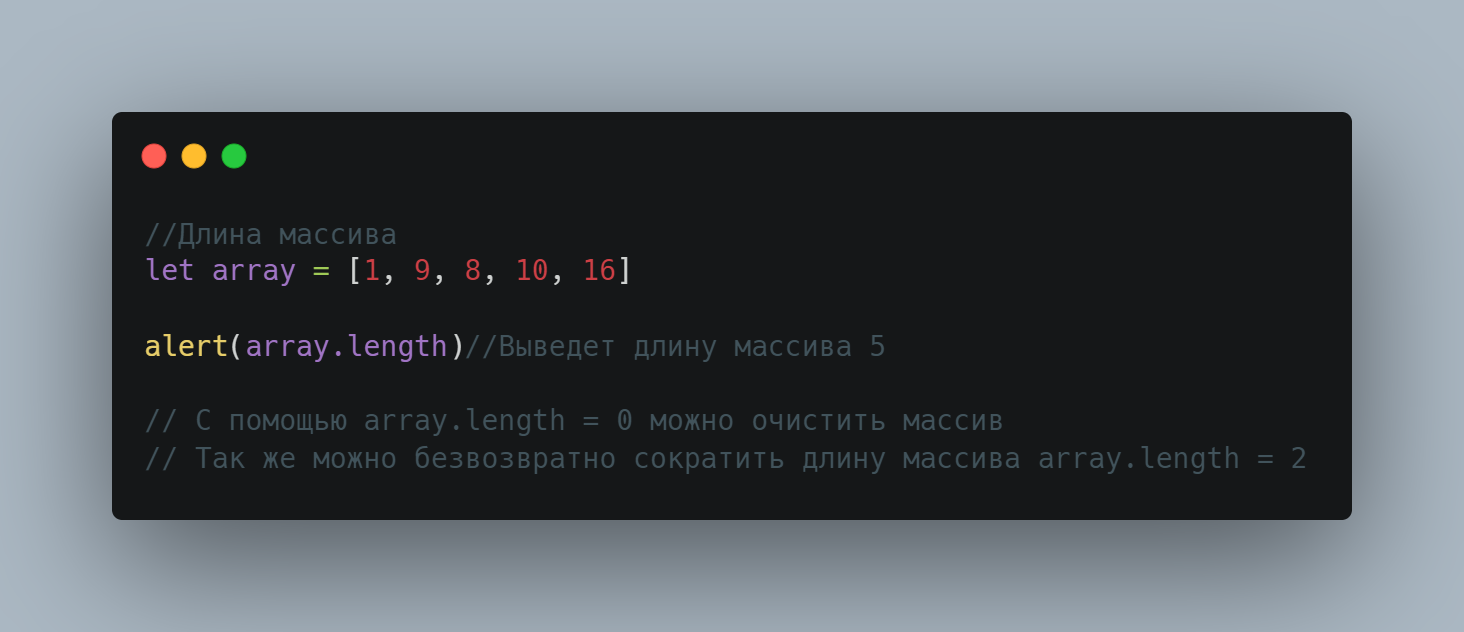 //Длина массива
let array = [1, 9, 8, 10, 16]
alert(array.length)//Выведет длину массива 5
// С помощью array.length = 0 можно очистить массив
// Так же можно безвозвратно сократить длину массива array.length = 2